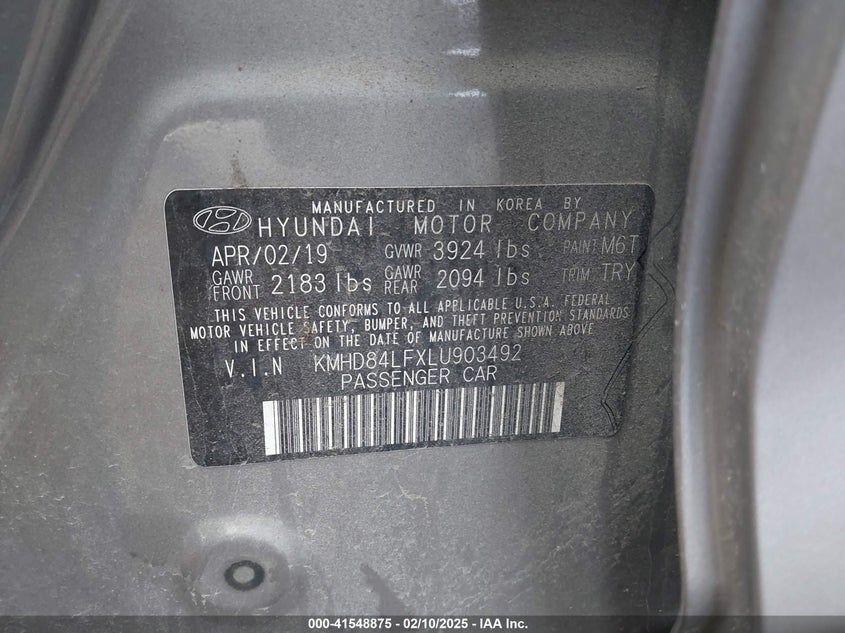 MANUFACTURED IN KOREA BY
HYUNDAI MOTOR COMPANY
APR/02/19 GVWR 3924 lbs PAINT M6T
GAWR FRONT 2183 lbs GAWR REAR 2094 lbs TRIM TRY
THIS VEHICLE CONFORMS TO ALL APPLICABLE U.S.A. FEDERAL
MOTOR VEHICLE SAFETY, BUMPER, AND THEFT PREVENTION STANDARDS
IN EFFECT ON THE DATE OF MANUFACTURE SHOWN ABOVE
V.I.N KMHD84LFXLU903492
PASSENGER CAR
000-41548875 - 02/10/2025 - IAA Inc.